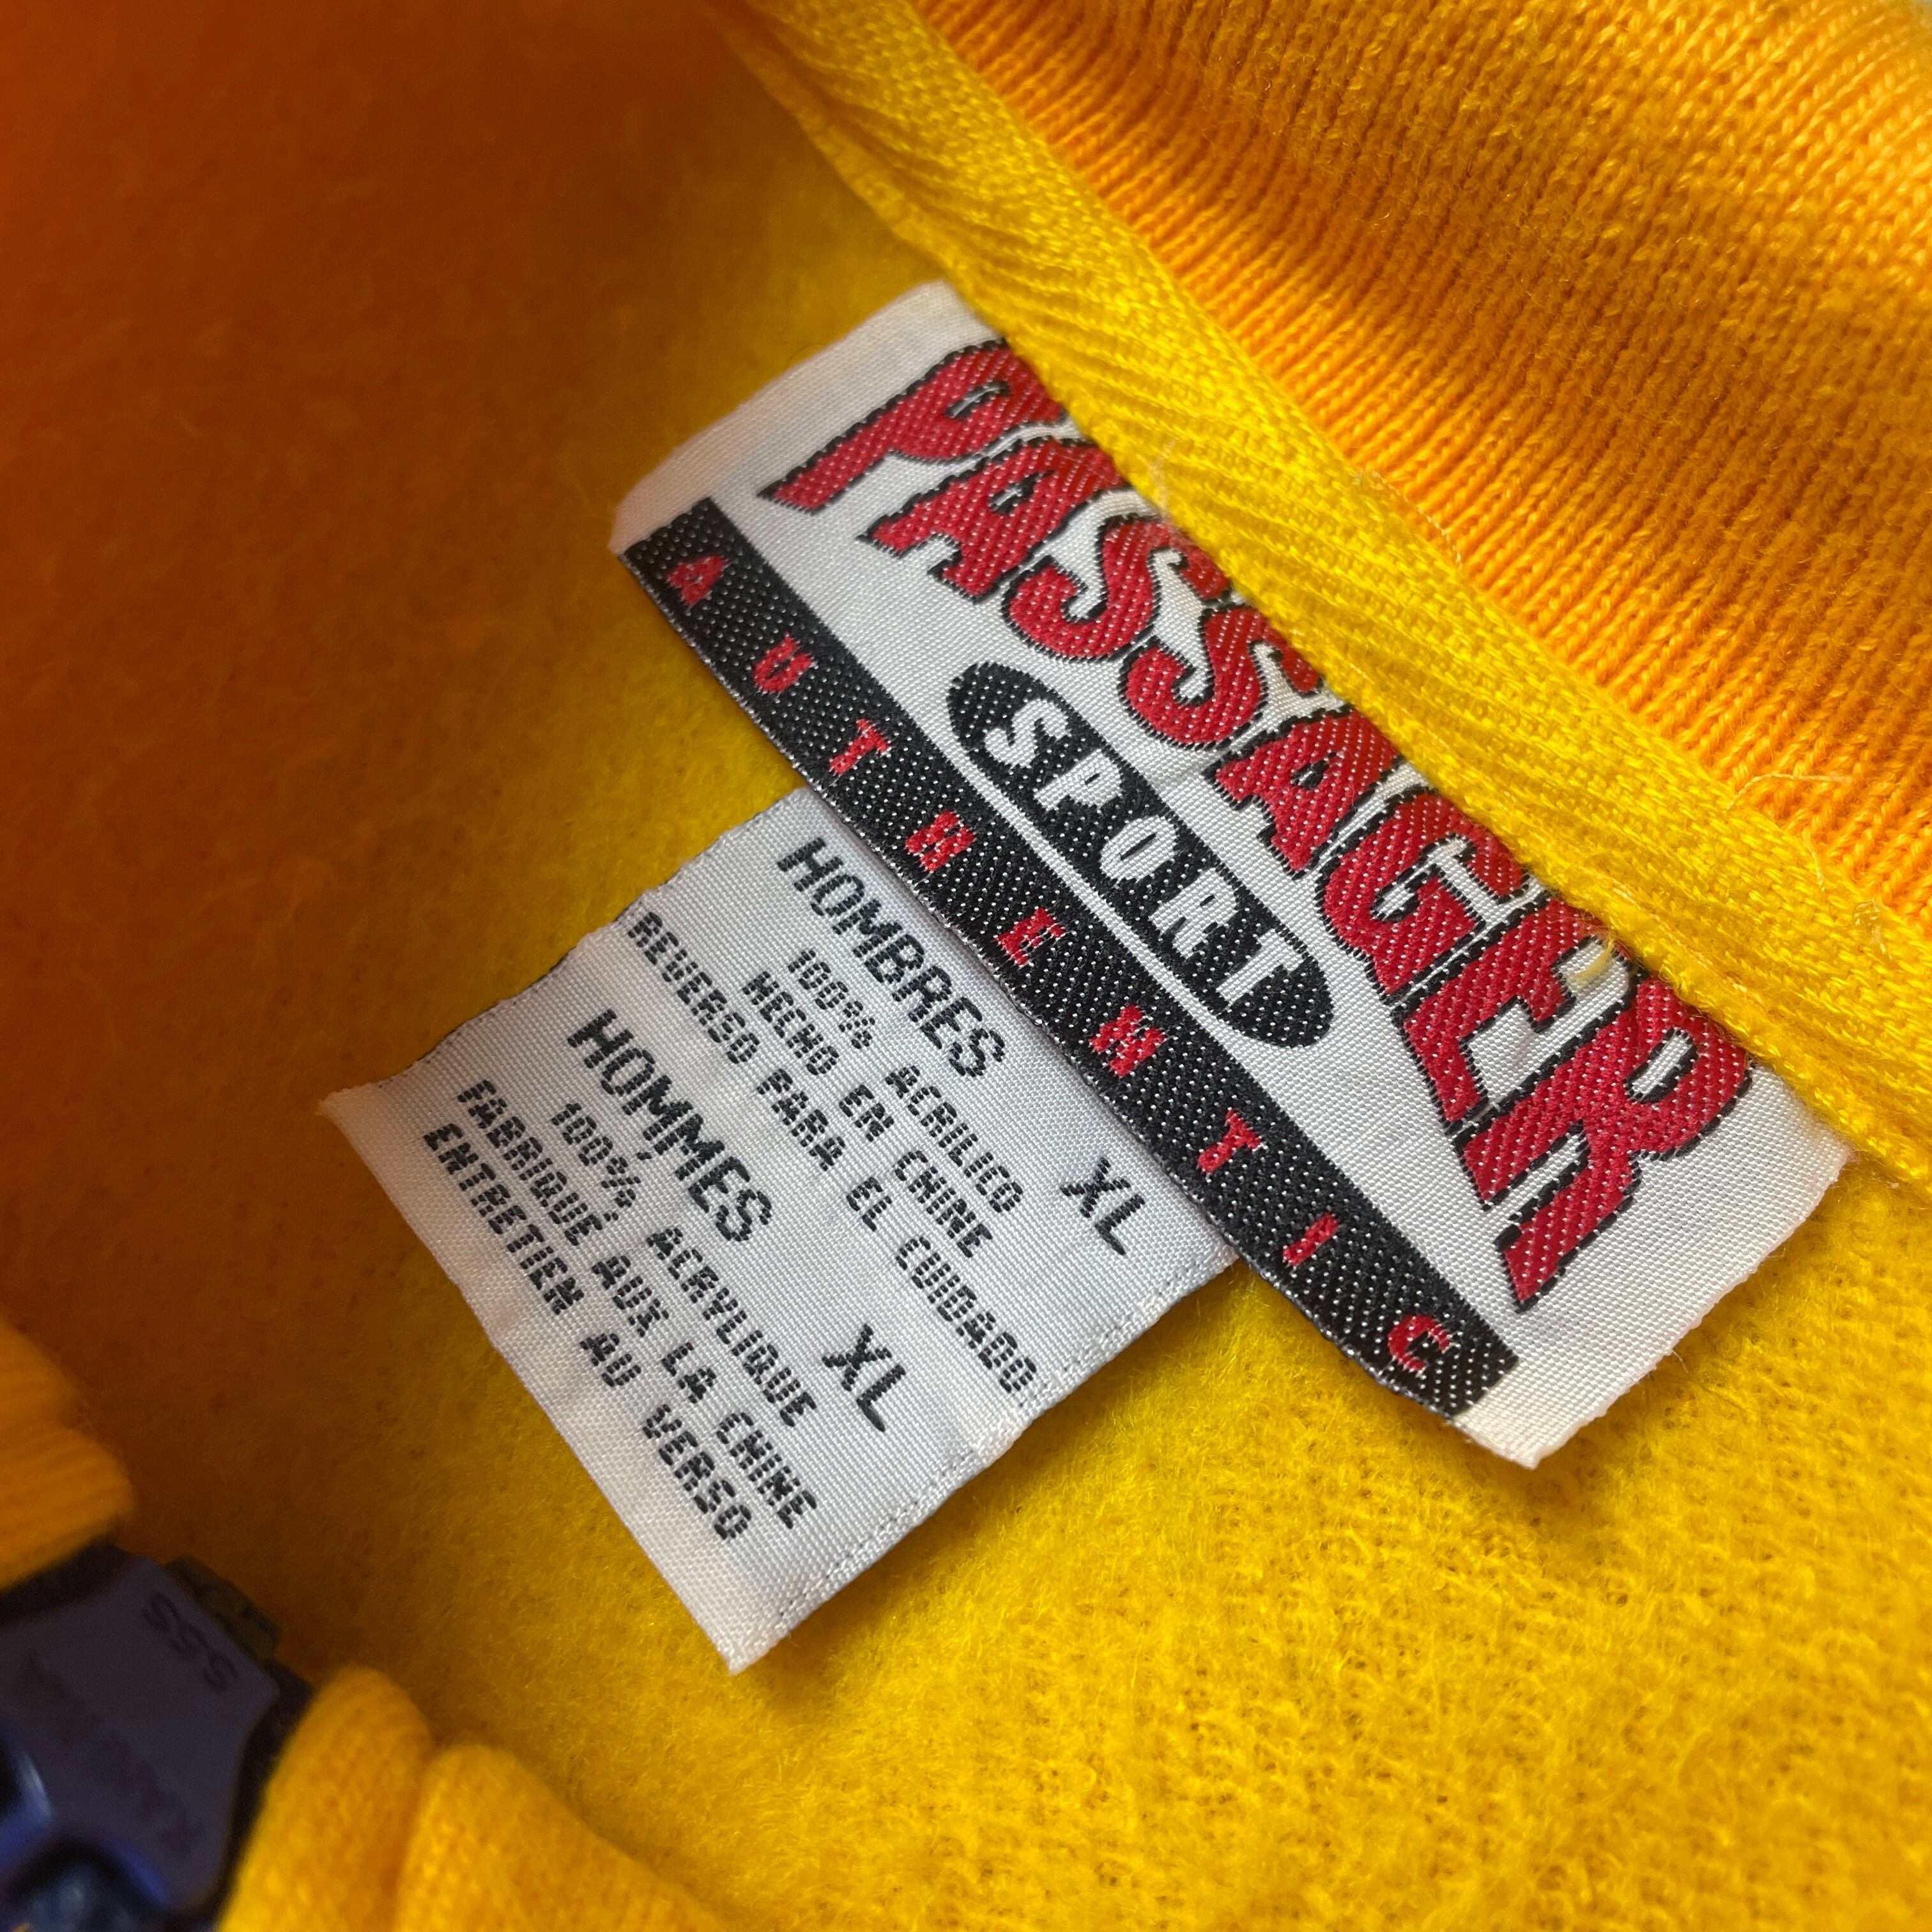 PASSAGER
SPORT
AUTHENTIC
HOMBRES XL
100% ACRILICO
HECHO EN CHINE
REVERSO PARA EL CUIDADO
HOMMES XL
100% ACRYLIQUE
FABRIQUE AUX LA CHINE
ENTRETIEN AU VERSO